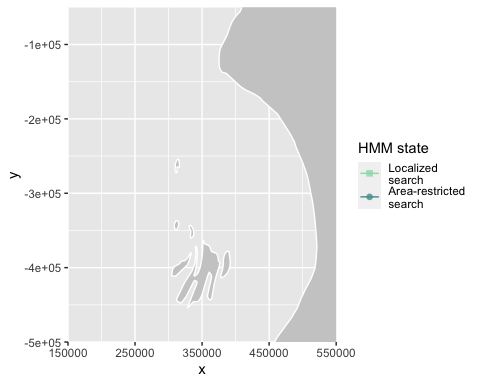 -1e+05
-2e+05
-3e+05
-4e+05
-5e+05
y
150000 250000 350000 450000 550000
x
HMM state
Localized
search
Area-restricted
search